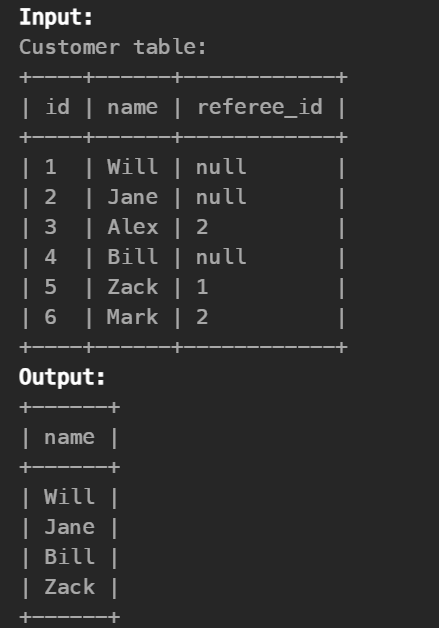 Input:
Customer table:
+----+------+------------+
| id | name | referee_id |
+----+------+------------+
| 1  | Will | null       |
| 2  | Jane | null       |
| 3  | Alex | 2          |
| 4  | Bill | null       |
| 5  | Zack | 1          |
| 6  | Mark | 2          |
+----+------+------------+
Output:
+------+
| name |
+------+
| Will |
| Jane |
| Bill |
| Zack |
+------+